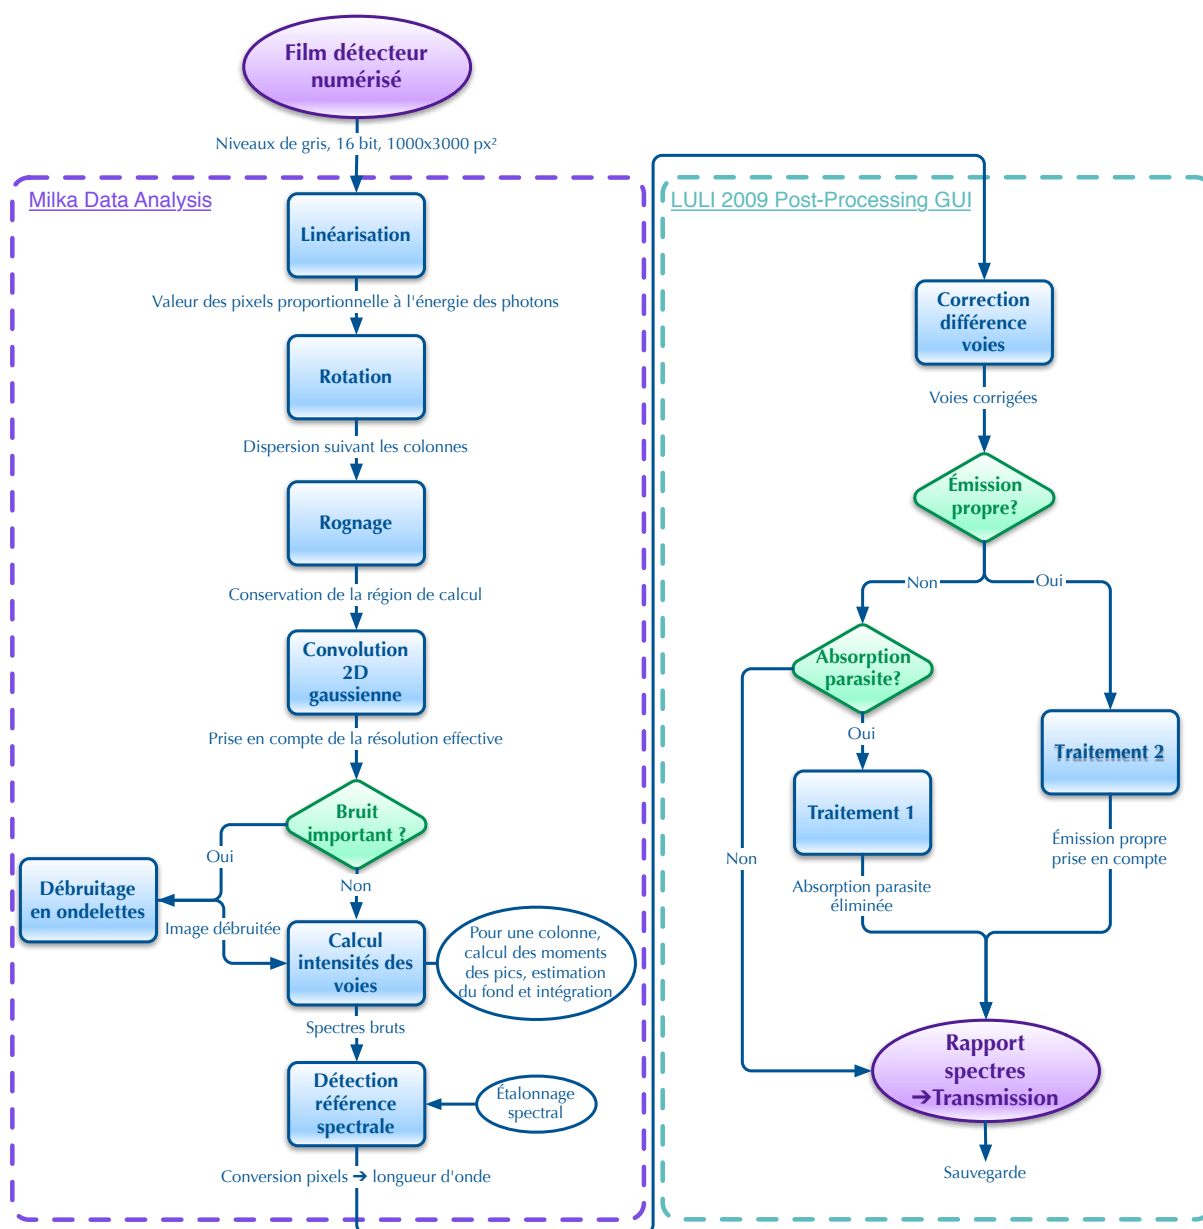 Film détecteur
numérisé
Niveaux de gris, 16 bit, 1000x3000 px²
Milka Data Analysis
Linéarisation
Valeur des pixels proportionnelle à l'énergie des photons
Rotation
Dispersion suivant les colonnes
Rognage
Conservation de la région de calcul
Convolution
2D
gaussienne
Prise en compte de la résolution effective
Bruit
important ?
Oui
Non
Débruitage
en ondelettes
Image débruitée
Calcul
intensités des
voies
Pour une colonne,
calcul des moments
des pics, estimation
du fond et intégration
Spectres bruts
Détection
référence
spectrale
Étalonnage
spectral
Conversion pixels ➔ longueur d'onde
LULI 2009 Post-Processing GUI
Correction
différence
voies
Voies corrigées
Émission
propre?
Non
Oui
Absorption
parasite?
Oui
Non
Traitement 1
Traitement 2
Absorption parasite
éliminée
Émission propre
prise en compte
Rapport
spectres
➔Transmission
Sauvegarde